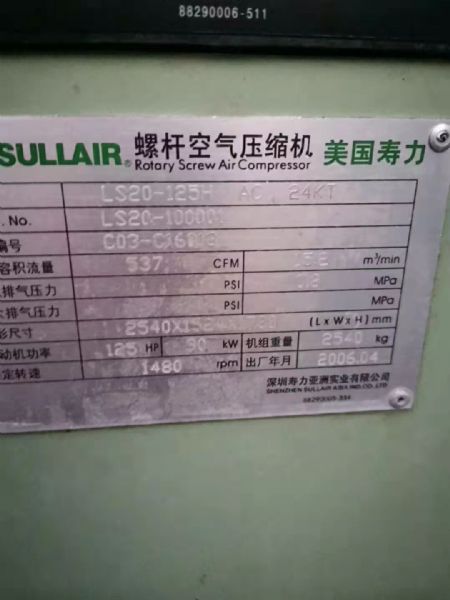 88290006-511
SULLAIR® 螺杆空气压缩机 美国寿力
Rotary Screw Air Compressor
LS20-125H AC 24KT
. No. LS20-100001
编号
容积流量 537 CFM m³/min
排气压力 PSI MPa
排气压力 PSI MPa
形尺寸 (L x W x H) mm
动机功率 125 HP 90 kW 机组重量 2540 kg
定转速 1480 rpm 出厂年月 2006.04
深圳寿力亚洲实业有限公司
SHENZHEN SULLAIR ASIA IND.CO.,LTD